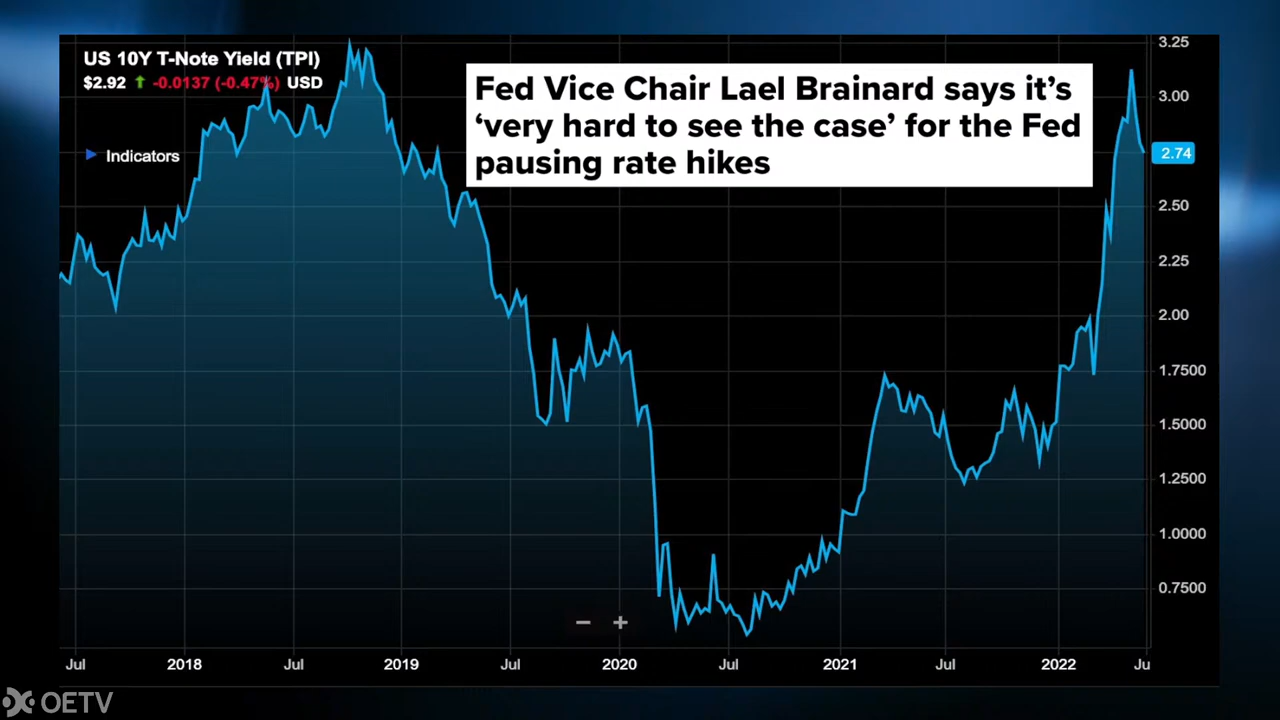 US 10Y T-Note Yield (TPI)
$2.92 ↑ -0.0137 (-0.47%) USD
Indicators
Fed Vice Chair Lael Brainard says it’s
‘very hard to see the case’ for the Fed
pausing rate hikes
3.25
3.00
2.74
2.50
2.25
2.00
1.7500
1.5000
1.2500
1.0000
0.7500
− +
Jul 2018 Jul 2019 Jul 2020 Jul 2021 Jul 2022 Ju
OETV